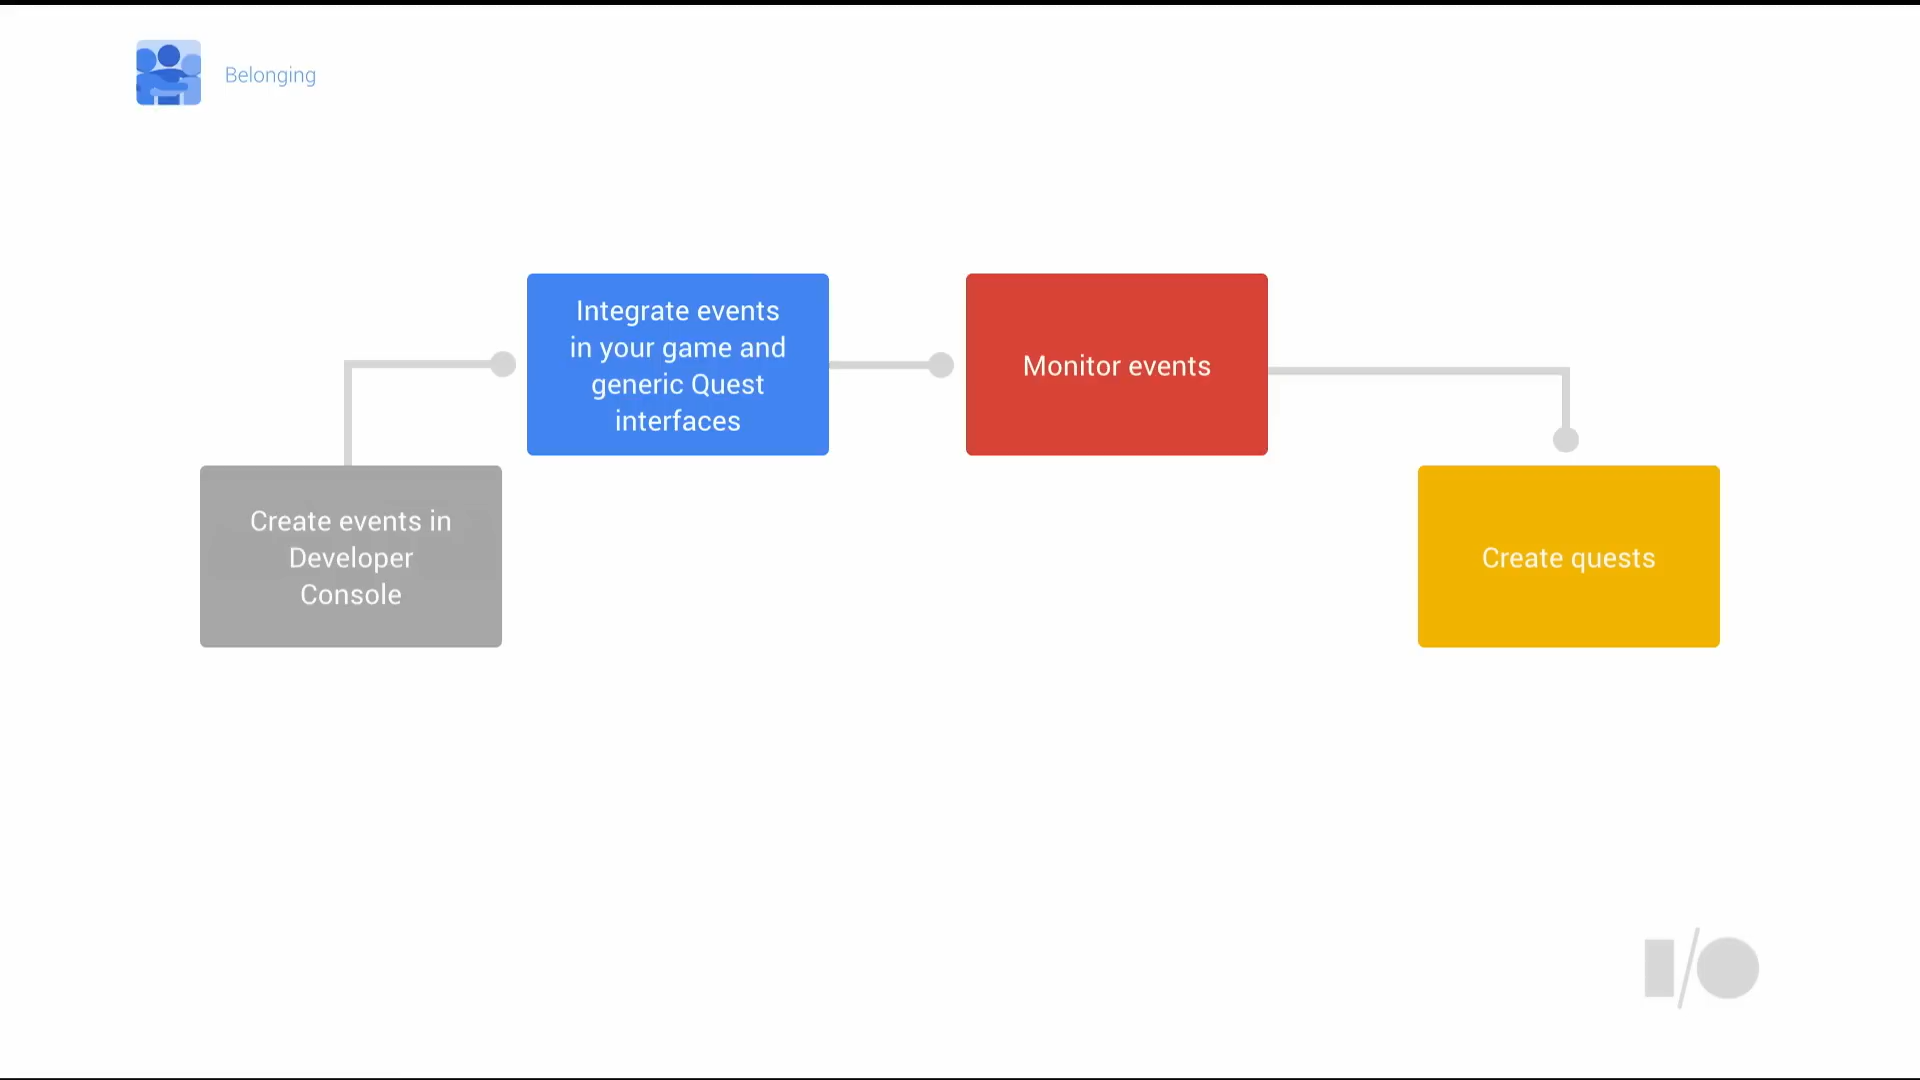 Belonging
Integrate events
in your game and
generic Quest
interfaces
Monitor events
Create events in
Developer
Console
Create quests
I/O